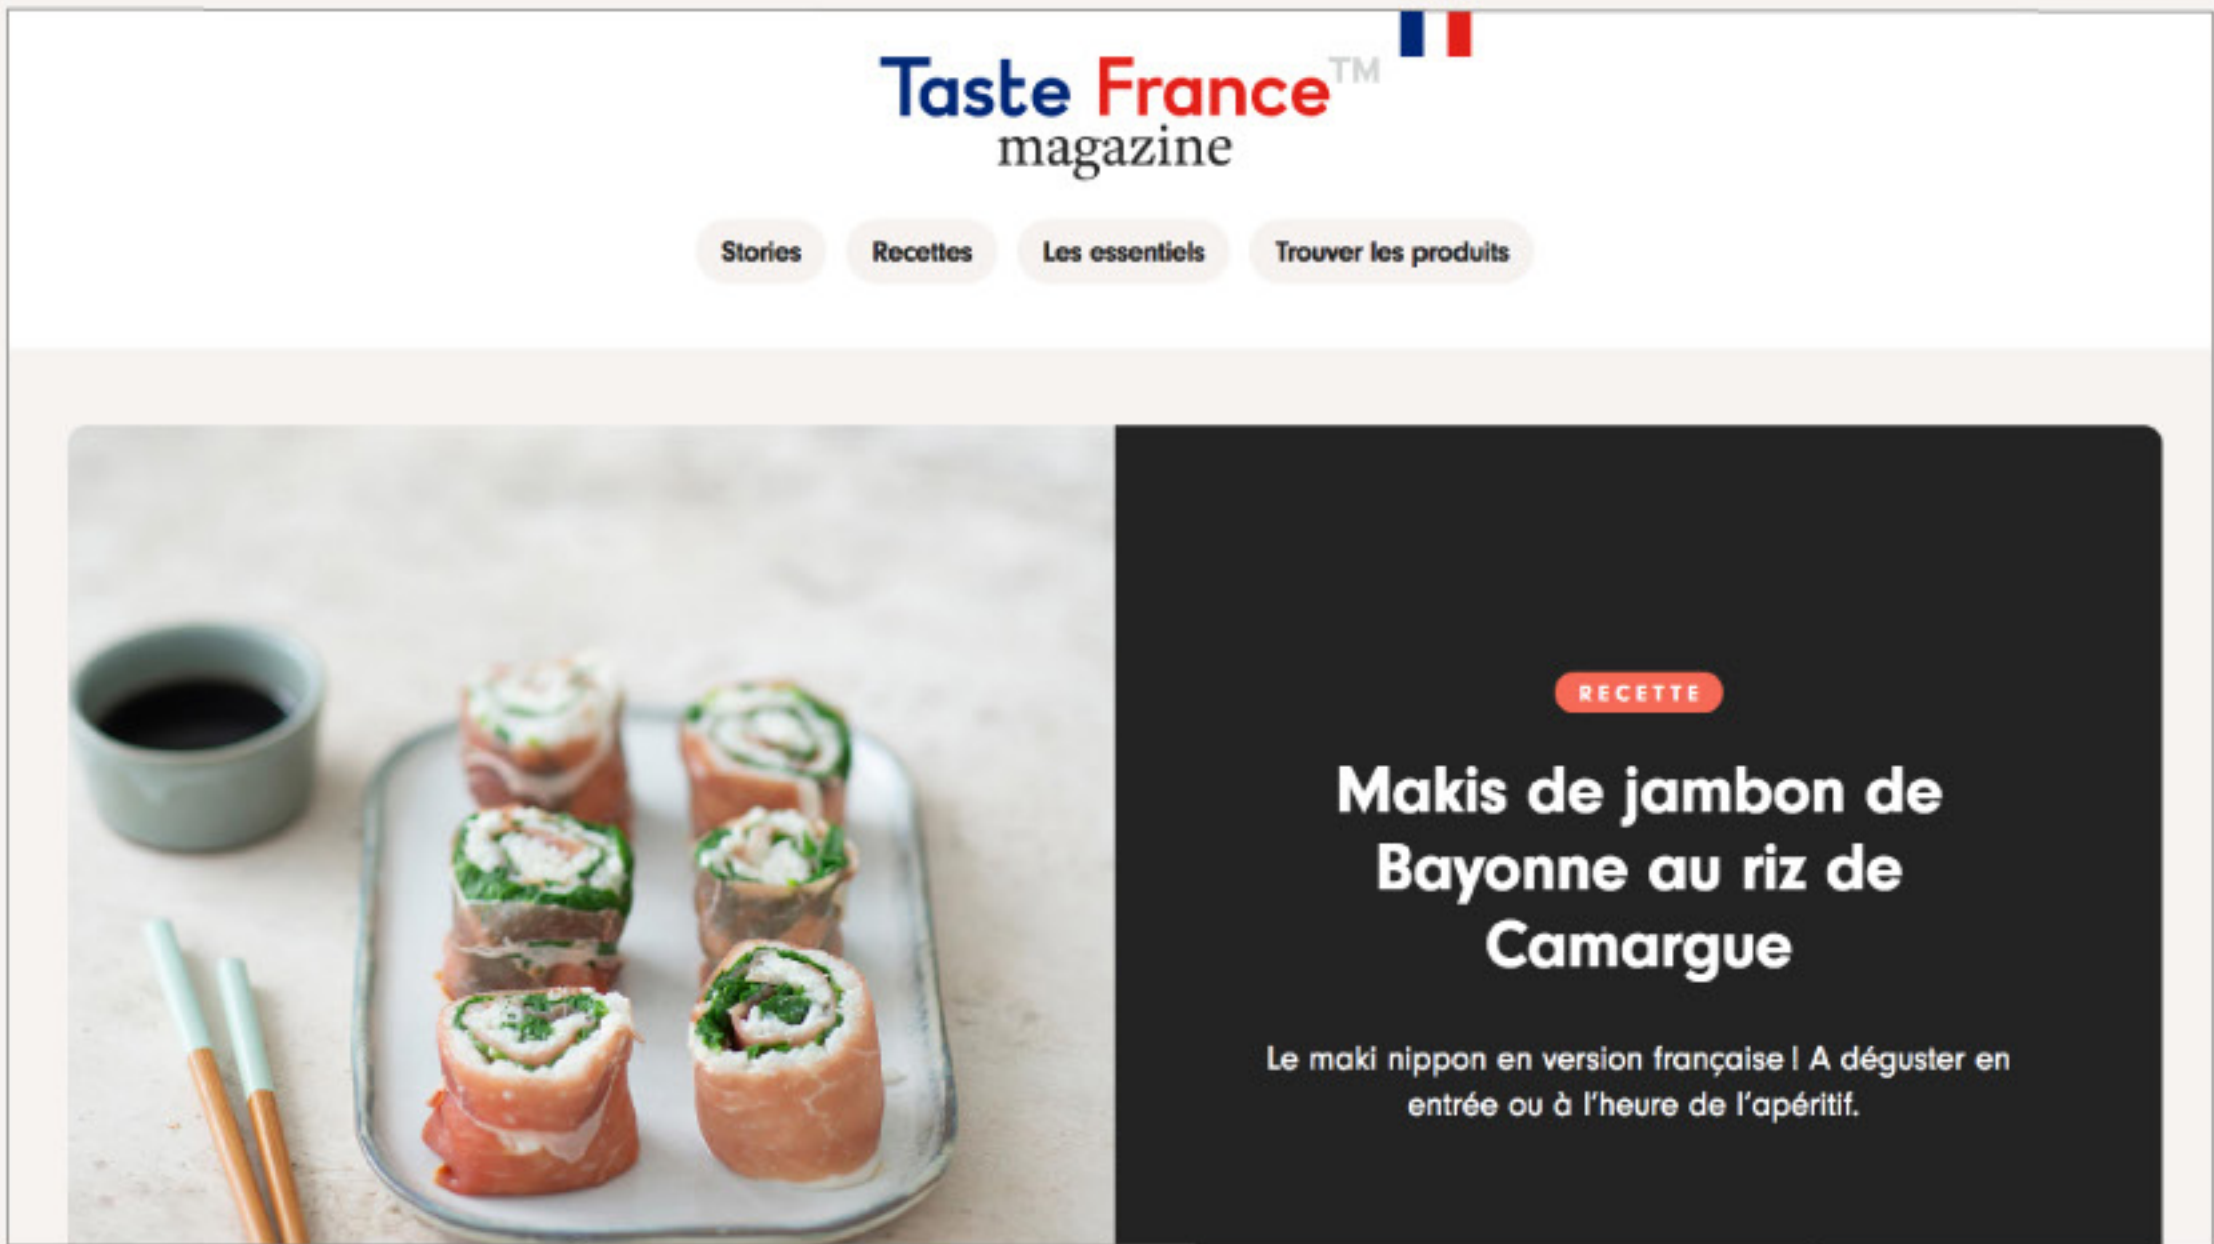 Taste France™
magazine
Stories
Recettes
Les essentiels
Trouver les produits
RECETTE
Makis de jambon de
Bayonne au riz de
Camargue
Le maki nippon en version française ! A déguster en
entrée ou à l'heure de l'apéritif.